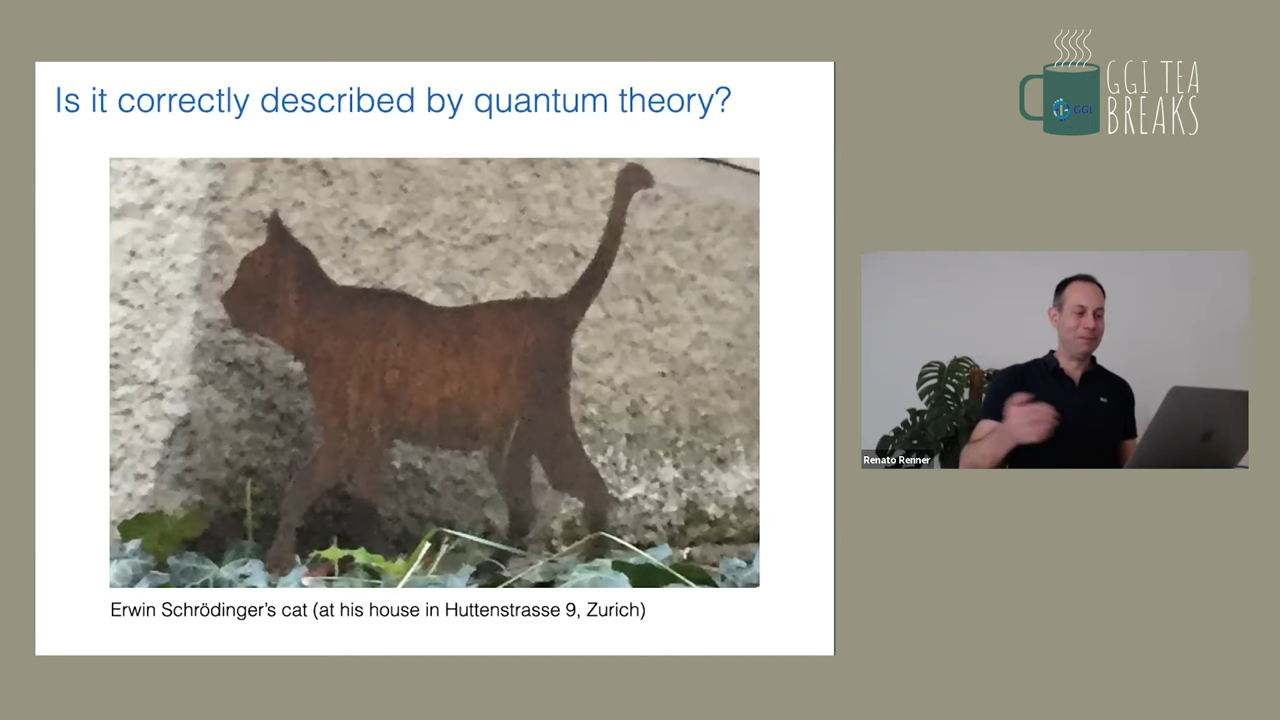 Is it correctly described by quantum theory?
Erwin Schrödinger’s cat (at his house in Huttenstrasse 9, Zurich)
GGI TEA
BREAKS
GGI
Renato Renner